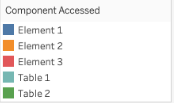 Component Accessed
Element 1
Element 2
Element 3
Table 1
Table 2